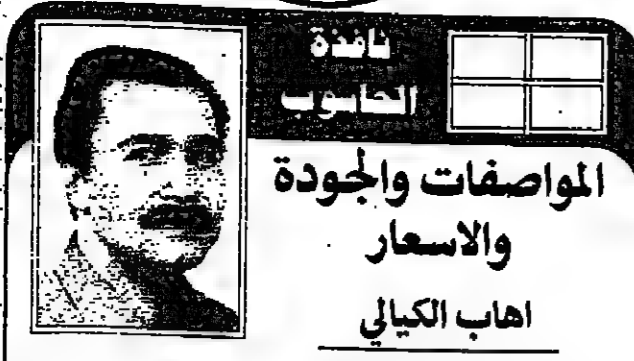 نافذة
الحاسوب
المواصفات والجودة
والاسعار
اهاب الكيالي